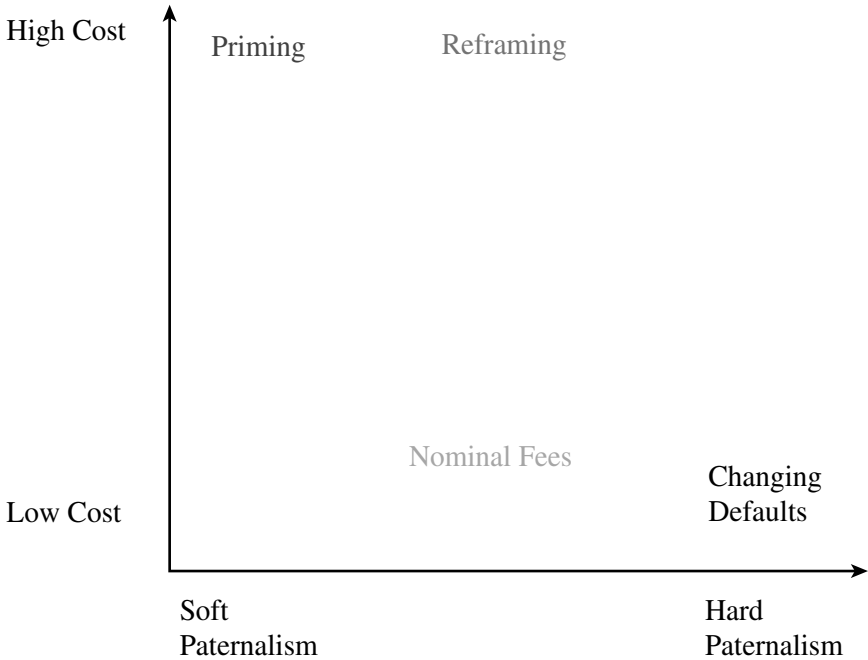 High Cost
Priming
Reframing
Nominal Fees
Changing
Defaults
Low Cost
Soft
Paternalism
Hard
Paternalism